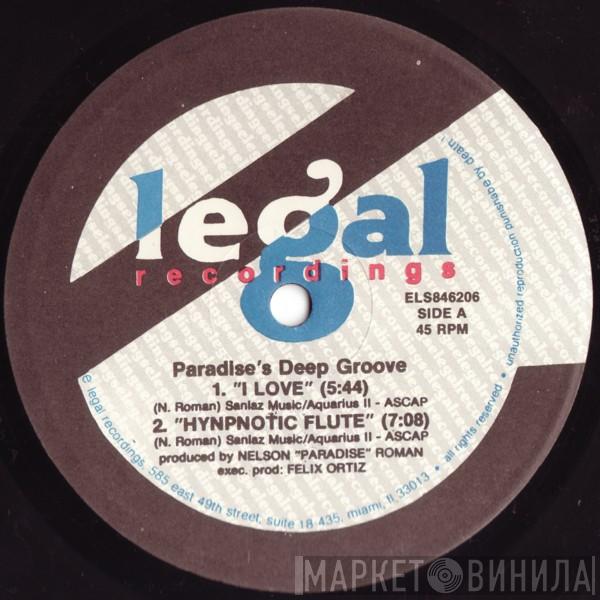 legal
recordings
ELS846206
SIDE A
45 RPM
Paradise's Deep Groove
1. "I LOVE" (5:44)
(N. Roman) Sanlaz Music/Aquarius II - ASCAP
2. "HYNPNOTIC FLUTE" (7:08)
(N. Roman) Sanlaz Music/Aquarius II - ASCAP
produced by NELSON "PARADISE" ROMAN
exec. prod: FELIX ORTIZ
℗ legal recordings, 585 east 49th street, suite 18-435, miami, fl 33013 • all rights reserved • unauthorized reproduction punishable by death !
МАРКЕТ ВИНИЛА